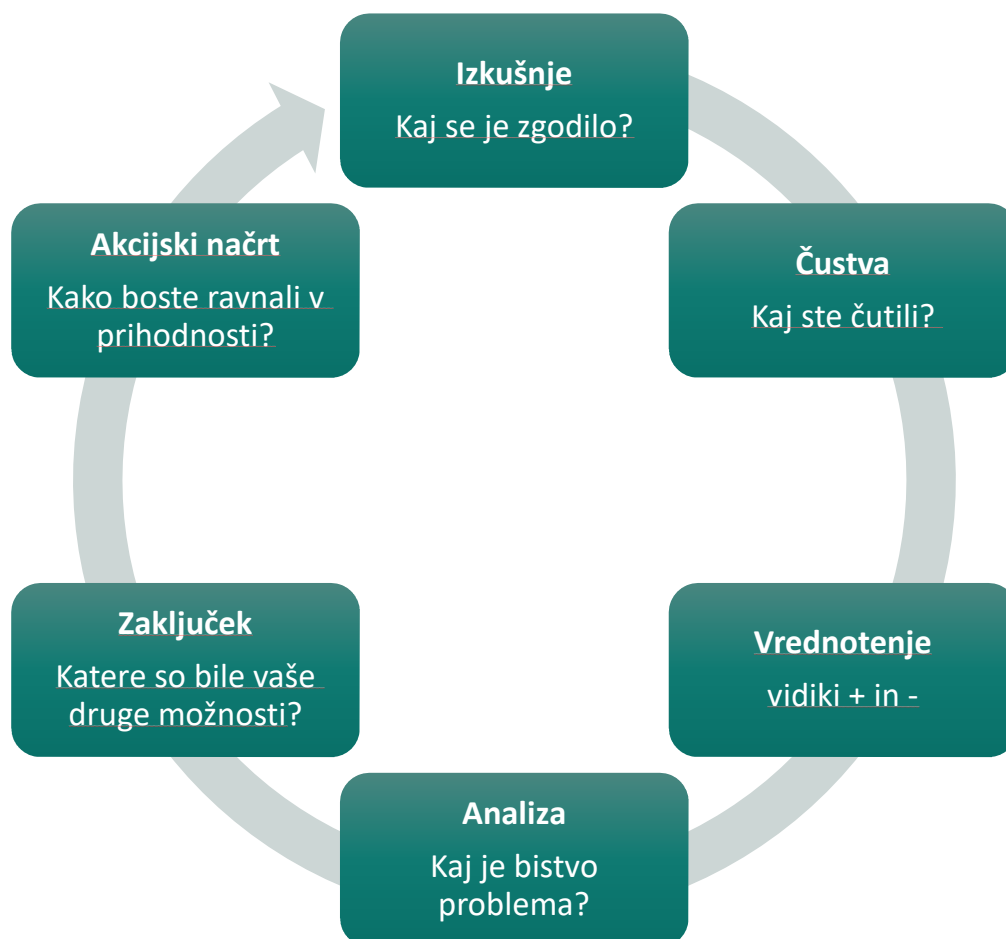 Izkušnje
Kaj se je zgodilo?
Čustva
Kaj ste čutili?
Vrednotenje
vidiki + in -
Analiza
Kaj je bistvo
problema?
Zaključek
Katere so bile vaše
druge možnosti?
Akcijski načrt
Kako boste ravnali v
prihodnosti?